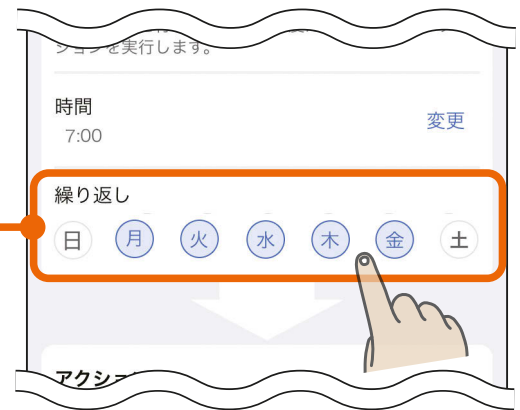 ションを実行します。
時間
7:00
変更
繰り返し
日 月 火 水 木 金 土
アクショ